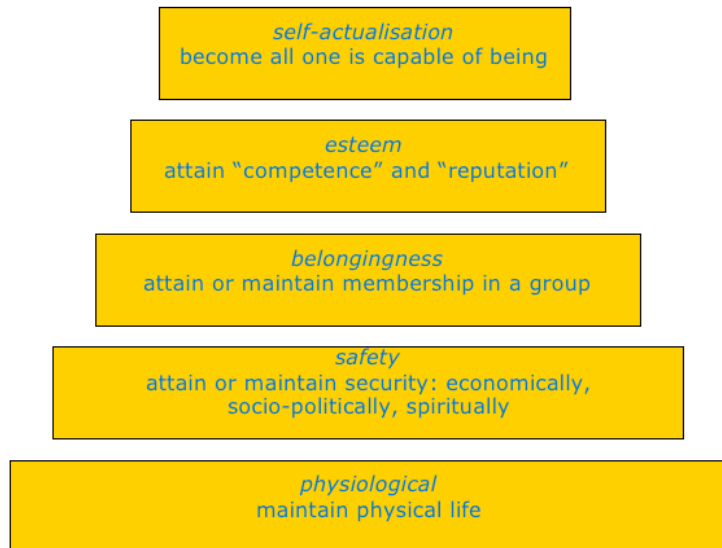 self-actualisation
become all one is capable of being
esteem
attain “competence” and “reputation”
belongingness
attain or maintain membership in a group
safety
attain or maintain security: economically,
socio-politically, spiritually
physiological
maintain physical life